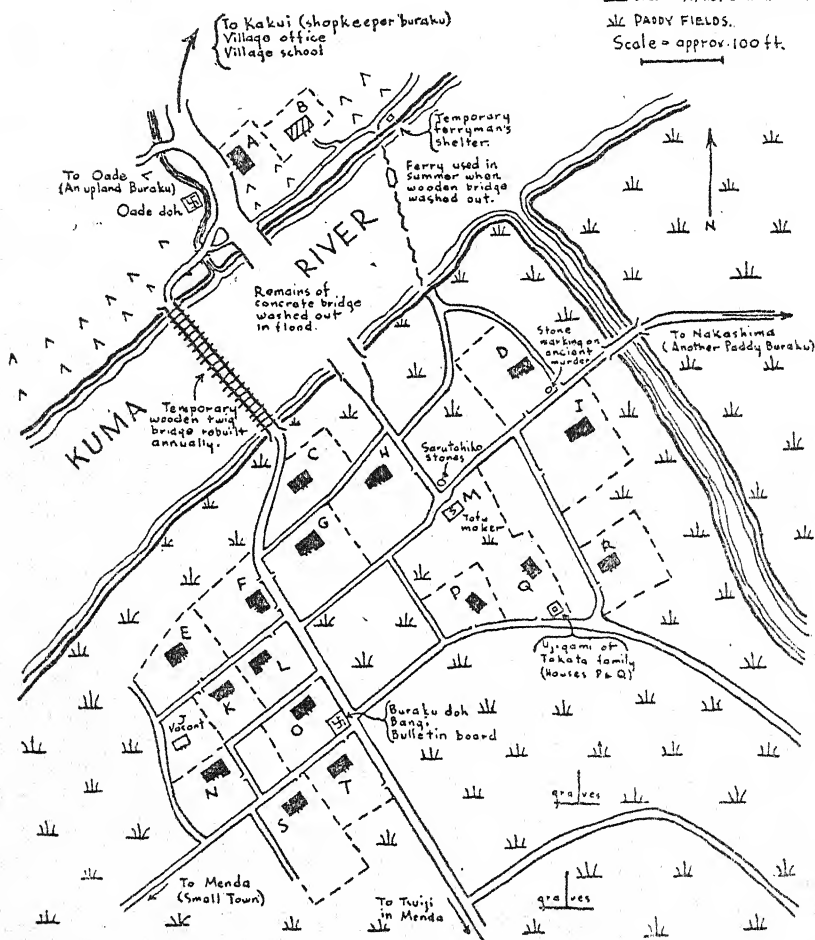 To Kakui (shopkeeper buraku)
Village office
Village school
PADDY FIELDS.
Scale = approx. 100 ft.
A
B
Temporary
ferryman's
shelter.
To Oade
(An upland Buraku)
Oade doh
Ferry used in
summer when
wooden bridge
washed out.
N
KUMA RIVER
Remains of
concrete bridge
washed out
in flood.
Stone
marking an
ancient
murder
To Nakashima
(Another Paddy Buraku)
D
I
Temporary
wooden twig
bridge rebuilt
annually.
C
H
Sarutohiko
stones
M
Tofu
maker
G
F
P
Q
R
E
L
K
Uj.gami of
Takata family
(Houses P & Q)
J
Vacant
O
Buraku doh
Bang.
Bulletin board
N
S
T
graves
graves
To Menda
(Small Town)
To Tsuiji
in Menda